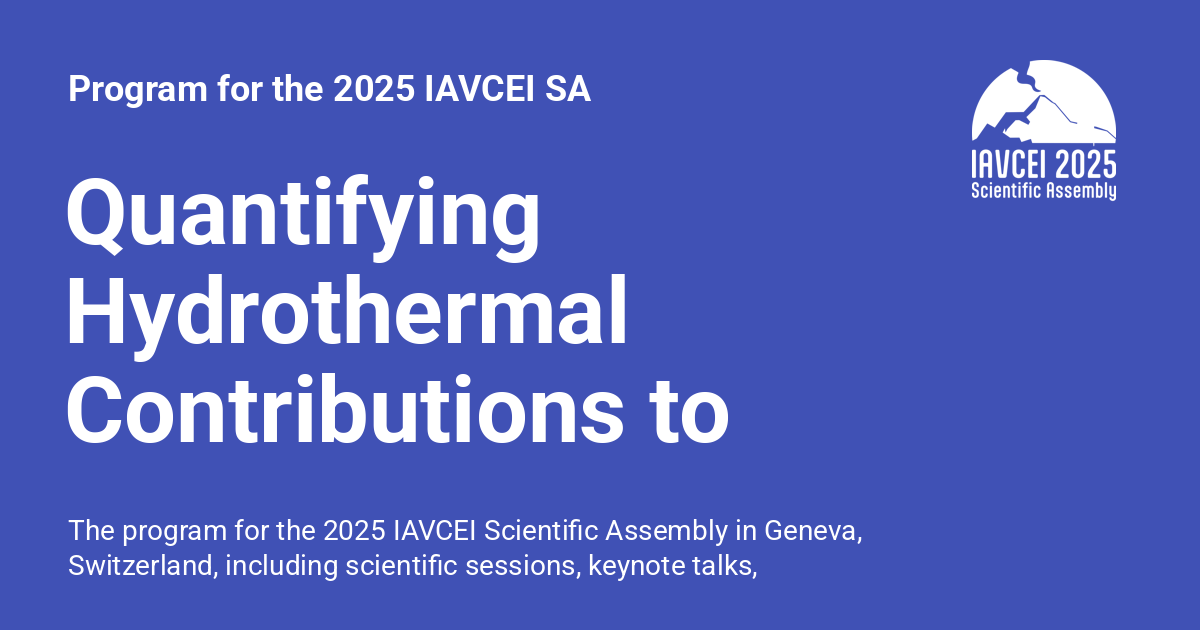 Program for the 2025 IAVCEI SA
IAVCEI 2025
Scientific Assembly
Quantifying
Hydrothermal
Contributions to
The program for the 2025 IAVCEI Scientific Assembly in Geneva,
Switzerland, including scientific sessions, keynote talks,